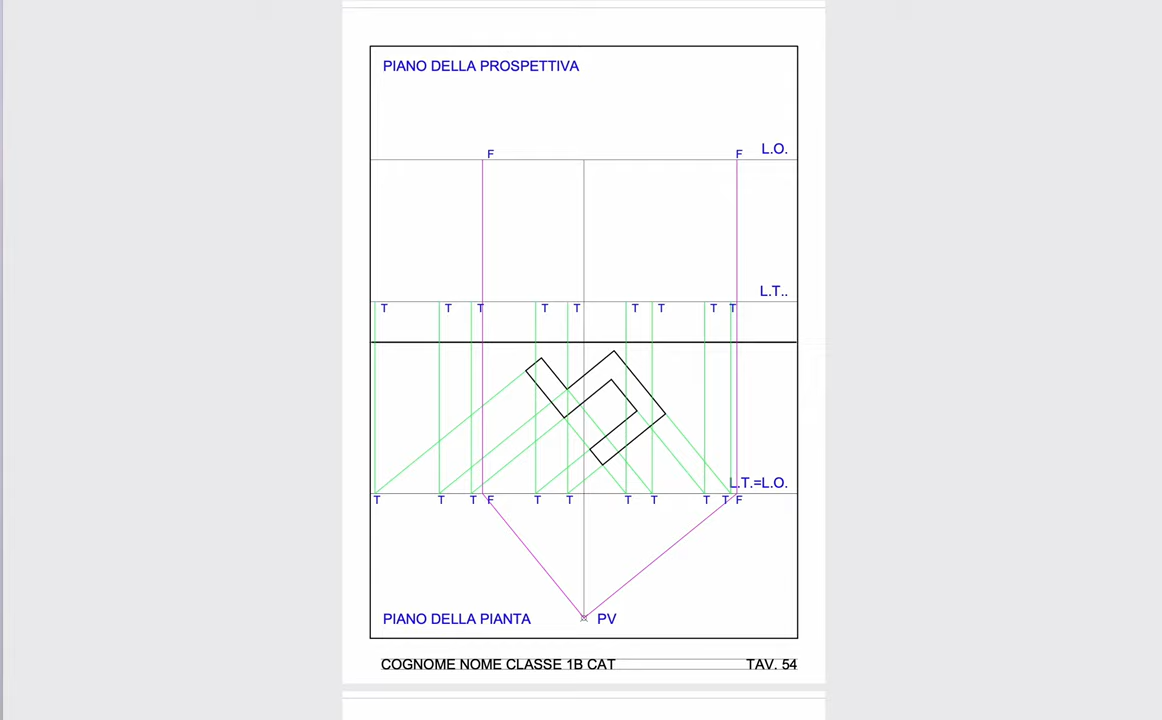 PIANO DELLA PROSPETTIVA
L.O.
F F
L.T..
T T T T T T T T T
L.T.=L.O.
T T T F T T T T T T F
PIANO DELLA PIANTA PV
COGNOME NOME CLASSE 1B CAT TAV. 54